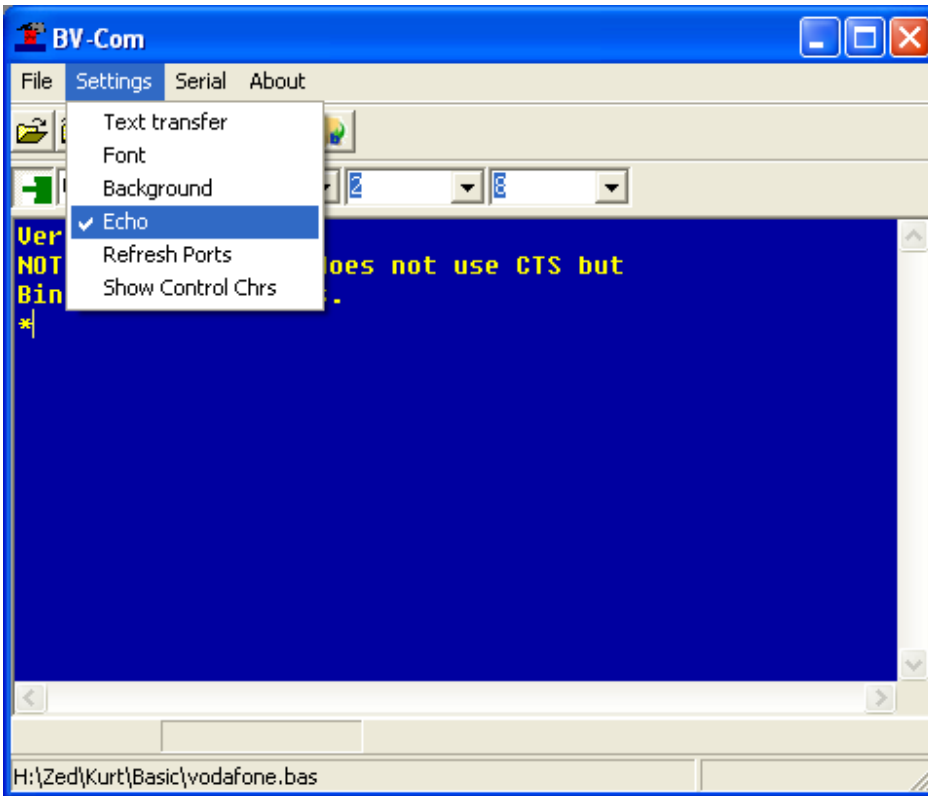 BV-Com
File Settings Serial About
Text transfer
Font
Background
Echo
Refresh Ports
Show Control Chrs
2 8
Ver
NOT does not use CTS but
Bin .
*
H:\Zed\Kurt\Basic\vodafone.bas